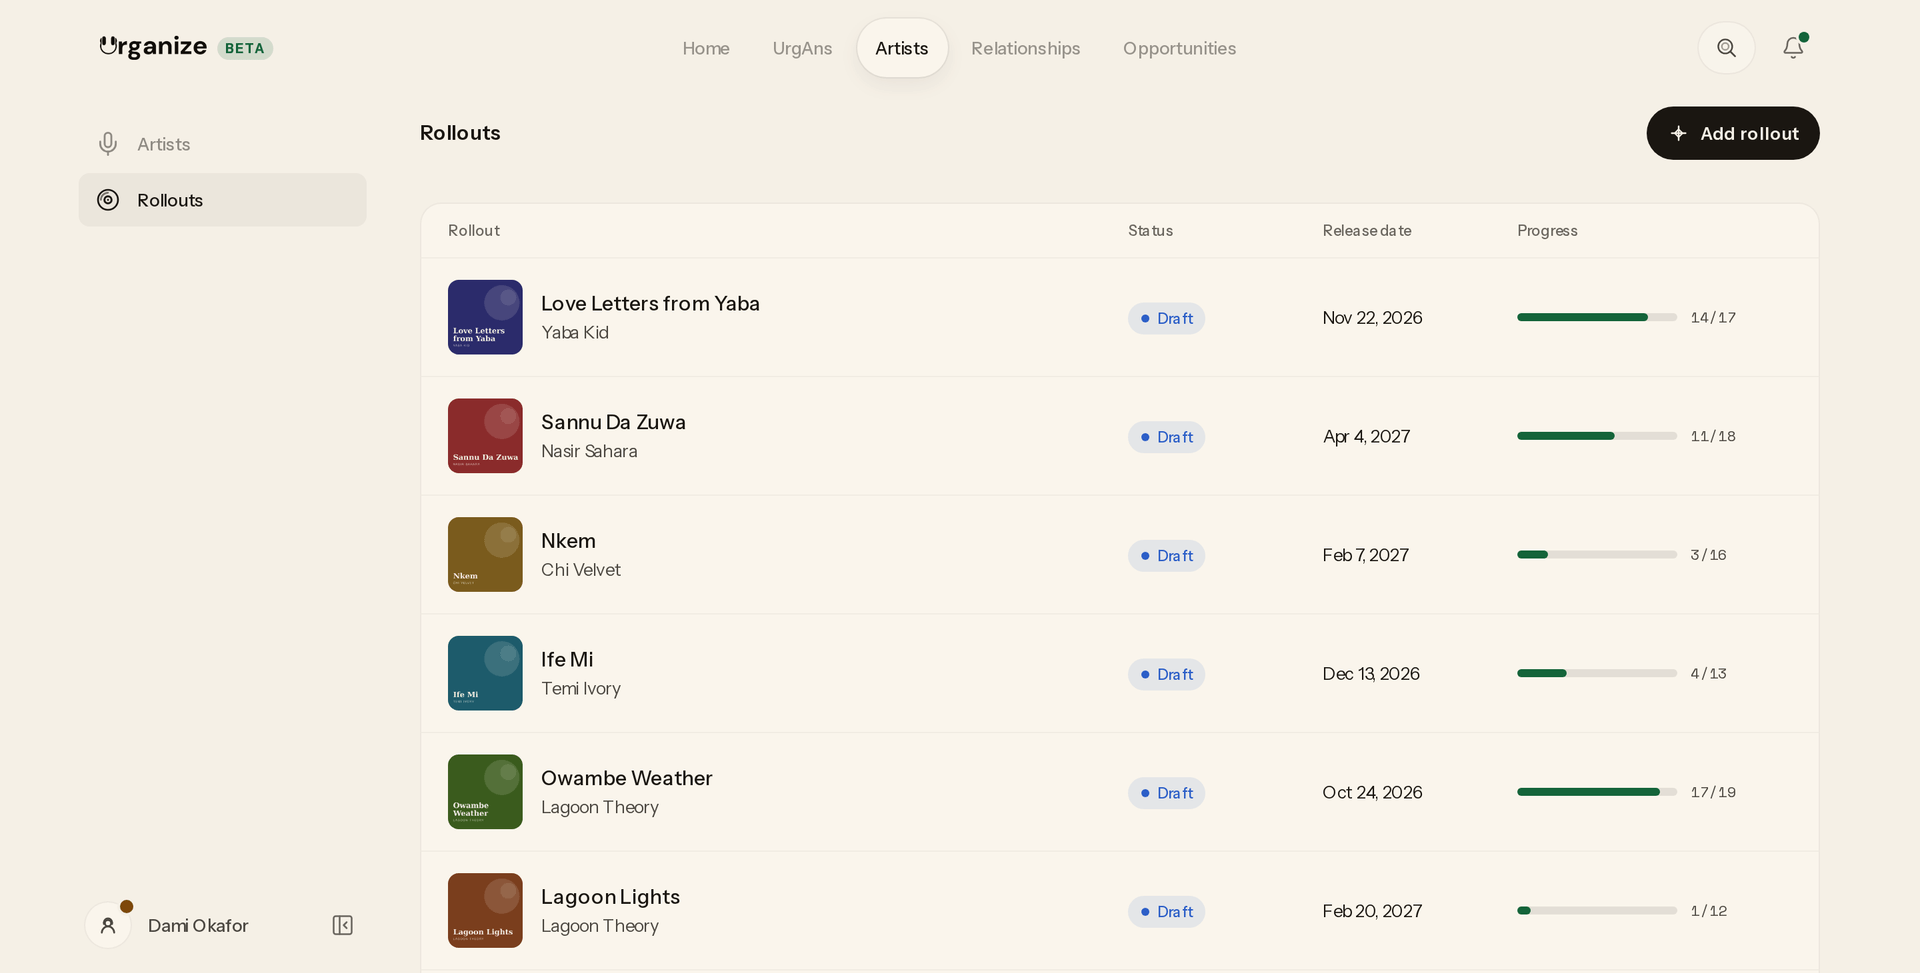 Urganize BETA
Home UrgAns Artists Relationships Opportunities
Artists
Rollouts
Rollouts
Add rollout
Rollout Status Release date Progress
Love Letters
from Yaba
Love Letters from Yaba
Yaba Kid
Draft Nov 22, 2026 14/17
Sannu Da Zuwa
Sannu Da Zuwa
Nasir Sahara
Draft Apr 4, 2027 11/18
Nkem
Nkem
Chi Velvet
Draft Feb 7, 2027 3/16
Ife Mi
Ife Mi
Temi Ivory
Draft Dec 13, 2026 4/13
Owambe
Weather
Owambe Weather
Lagoon Theory
Draft Oct 24, 2026 17/19
Lagoon Lights
Lagoon Lights
Lagoon Theory
Draft Feb 20, 2027 1/12
Dami Okafor